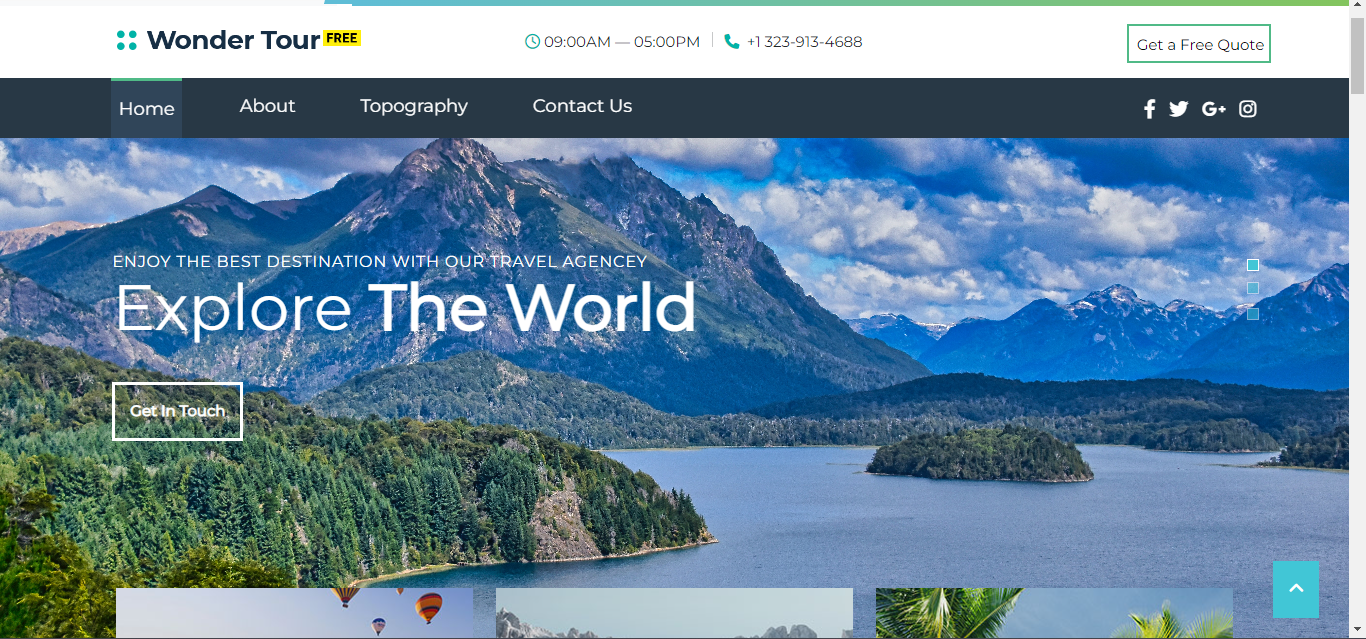 Wonder Tour FREE
09:00AM — 05:00PM
+1 323-913-4688
Get a Free Quote
Home About Topography Contact Us
ENJOY THE BEST DESTINATION WITH OUR TRAVEL AGENCEY
Explore The World
Get In Touch